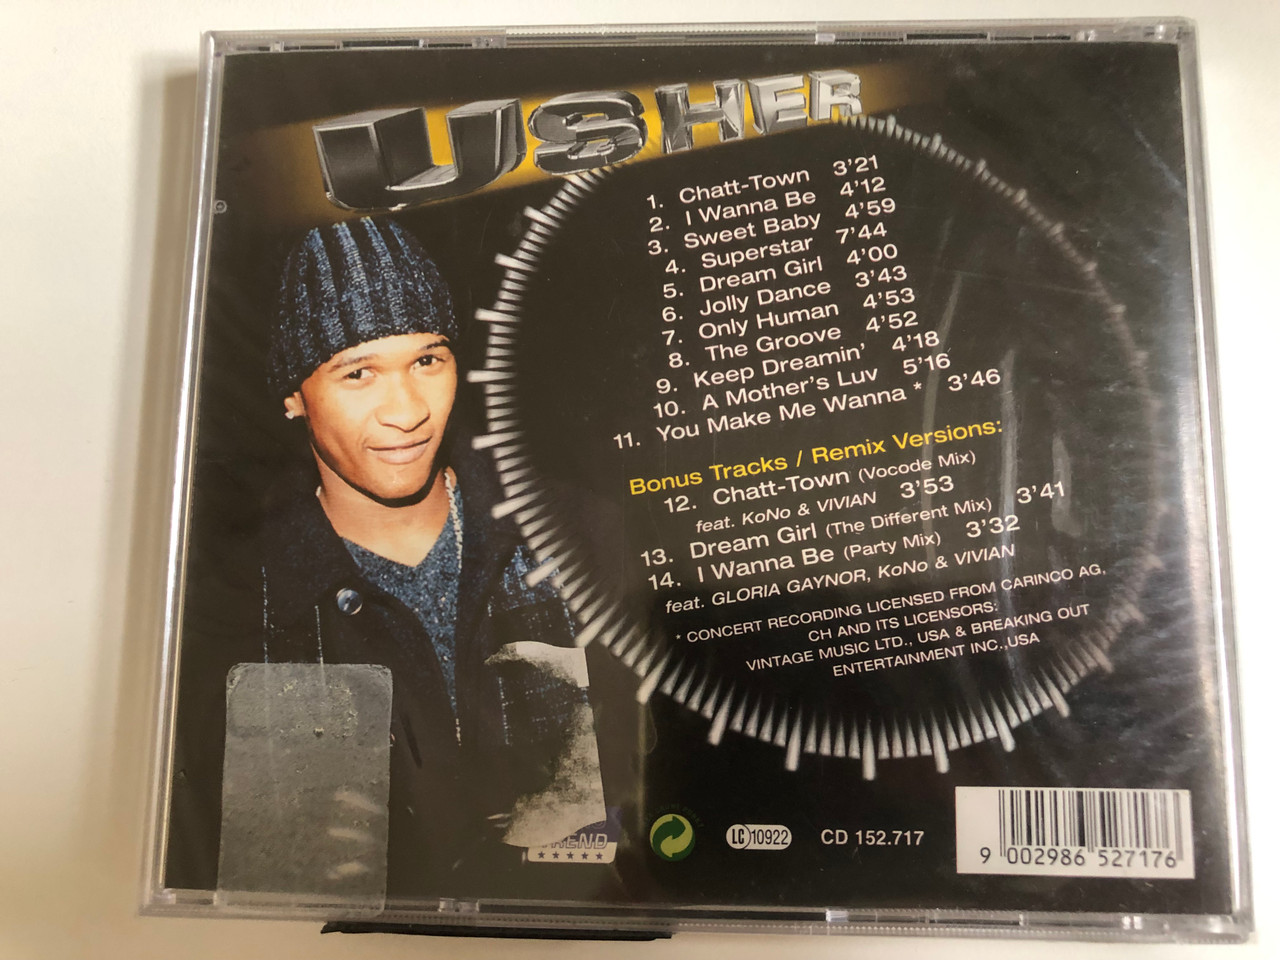 USHER
1. Chatt-Town 3'21
2. I Wanna Be 4'12
3. Sweet Baby 4'59
4. Superstar 7'44
5. Dream Girl 4'00
6. Jolly Dance 3'43
7. Only Human 4'53
8. The Groove 4'52
9. Keep Dreamin' 4'18
10. A Mother's Luv 5'16
11. You Make Me Wanna * 3'46
Bonus Tracks / Remix Versions:
12. Chatt-Town (Vocode Mix)
feat. KoNo & VIVIAN 3'53
13. Dream Girl (The Different Mix) 3'41
14. I Wanna Be (Party Mix) 3'32
feat. GLORIA GAYNOR, KoNo & VIVIAN
* CONCERT RECORDING LICENSED FROM CARINCO AG,
CH AND ITS LICENSORS:
VINTAGE MUSIC LTD., USA & BREAKING OUT
ENTERTAINMENT INC.,USA
LC 10922
CD 152.717
9 002986 527176